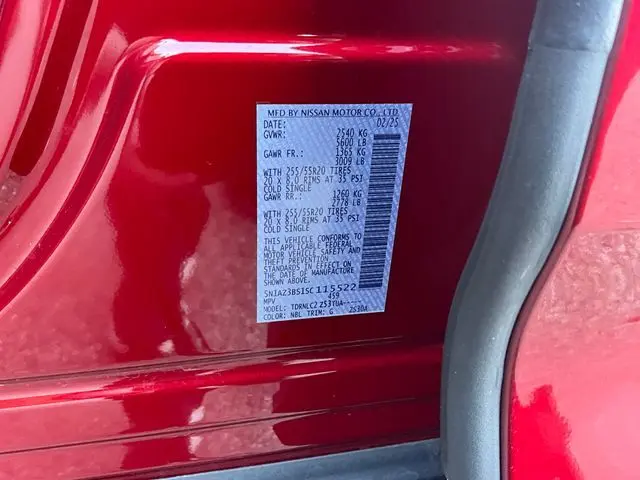 MFD BY NISSAN MOTOR CO., LTD
DATE: 02/25
GVWR: 2540 KG
5600 LB
GAWR FR.: 1365 KG
3009 LB
WITH 255/55R20 TIRES
20 X 8.0 RIMS AT 35 PSI
COLD SINGLE
GAWR RR.: 1260 KG
2778 LB
WITH 255/55R20 TIRES
20 X 8.0 RIMS AT 35 PSI
COLD SINGLE
THIS VEHICLE CONFORMS TO
ALL APPLICABLE FEDERAL
MOTOR VEHICLE SAFETY AND
THEFT PREVENTION
STANDARDS IN EFFECT ON
THE DATE OF MANUFACTURE
SHOWN ABOVE.
5N1AZ3BS1SC115522
MPV 459
MODEL: TDRNLC2253TUA-----
COLOR: NBL TRIM: G 2S3DA